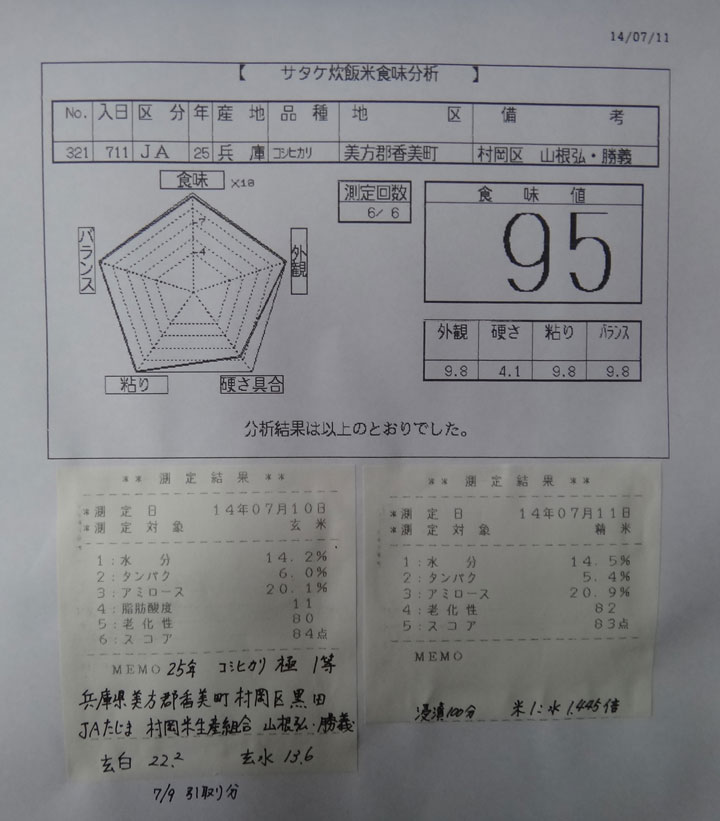 14/07/11
【 サタケ炊飯米食味分析 】
No. 入日 区分 年 産地 品種 地区 備考
321 711 JA 25 兵庫 コシヒカリ 美方郡香美町 村岡区 山根弘・勝義
食味 ×10
7
4
バランス
外観
粘り
硬さ具合
測定回数
6/ 6
食味値
95
外観 硬さ 粘り バランス
9.8 4.1 9.8 9.8
分析結果は以上のとおりでした。
** 測定結果 **
*測定日 14年07月10日
*測定対象 玄米
1:水分 14.2%
2:タンパク 6.0%
3:アミロース 20.1%
4:脂肪酸度 11
5:老化性 80
6:スコア 84点
MEMO 25年 コシヒカリ 極 1等
兵庫県美方郡香美町村岡区黒田
JAたじま 村岡米生産組合 山根弘・勝義
玄白 22.2 玄水 13.6
7/9 引取り分
** 測定結果 **
*測定日 14年07月11日
*測定対象 精米
1:水分 14.5%
2:タンパク 5.4%
3:アミロース 20.9%
4:老化性 82
5:スコア 83点
MEMO
浸漬100分 米1:水1.445倍